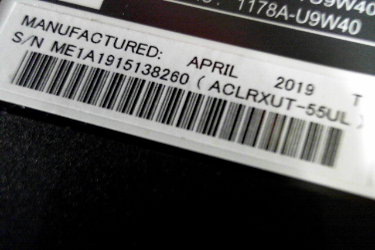 1178A-U9W40
MANUFACTURED: APRIL 2019 T
S/N ME1A1915138260 ( ACLRXUT-55UL )